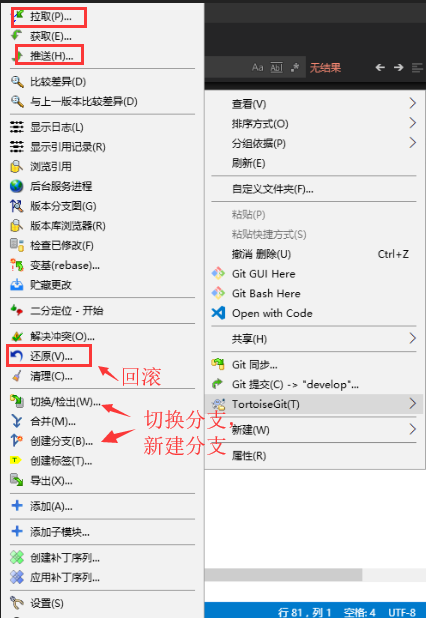 拉取(P)...
获取(E)...
推送(H)...
比较差异(D)
与上一版本比较差异(D)
显示日志(L)
显示引用记录(R)
浏览引用
后台服务进程
版本分支图(G)
版本库浏览器(R)
检查已修改(F)
变基(rebase)...
贮藏更改
二分定位 - 开始
解决冲突(O)...
还原(V)...
回滚
清理(C)...
切换/检出(W)...
合并(M)...
创建分支(B)...
切换分支,
新建分支
创建标签(T)...
导出(X)...
添加(A)...
添加子模块...
创建补丁序列...
应用补丁序列...
设置(S)
Aa Abl .* 无结果
查看(V)
排序方式(O)
分组依据(P)
刷新(E)
自定义文件夹(F)...
粘贴(P)
粘贴快捷方式(S)
撤消 删除(U) Ctrl+Z
Git GUI Here
Git Bash Here
Open with Code
共享(H)
Git 同步...
Git 提交(C) -> "develop"...
TortoiseGit(T)
新建(W)
属性(R)
行 81，列 1 空格: 4 UTF-8